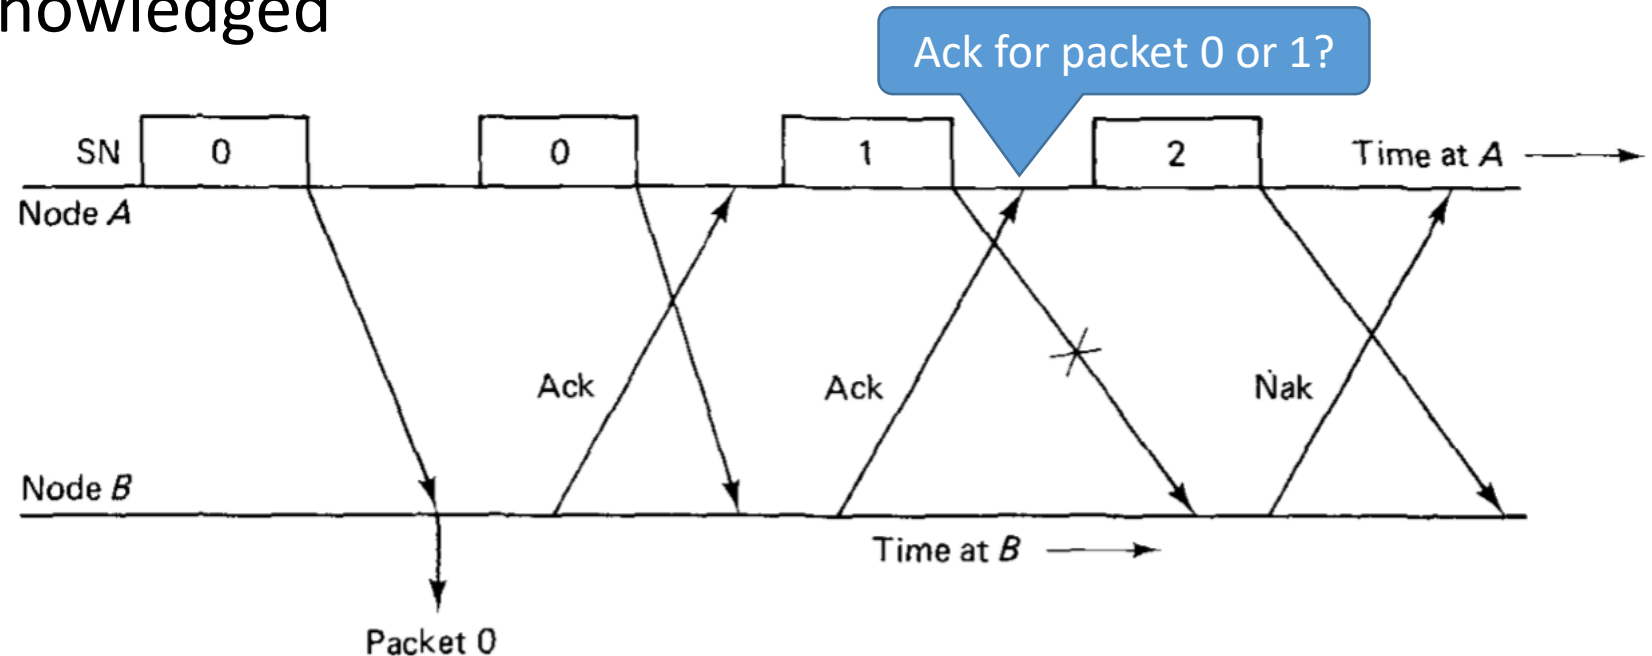 nowledged
Ack for packet 0 or 1?
SN 0 0 1 2 Time at A
Node A
Ack Ack Nak
Node B
Time at B
Packet 0